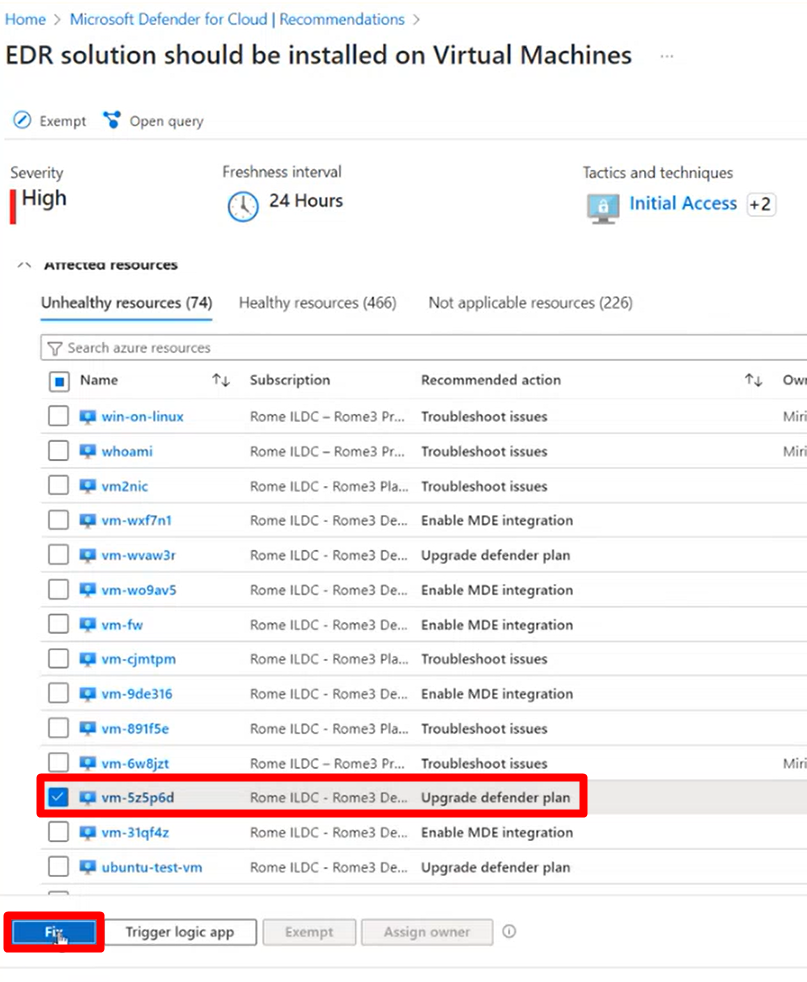 Home > Microsoft Defender for Cloud | Recommendations >
EDR solution should be installed on Virtual Machines ...
Exempt Open query
Severity Freshness interval Tactics and techniques
High 24 Hours Initial Access +2
Affected resources
Unhealthy resources (74) Healthy resources (466) Not applicable resources (226)
Search azure resources
Name Subscription Recommended action Own
win-on-linux Rome ILDC – Rome3 Pr... Troubleshoot issues Miri
whoami Rome ILDC – Rome3 Pr... Troubleshoot issues Miri
vm2nic Rome ILDC - Rome3 Pla... Troubleshoot issues
vm-wxf7n1 Rome ILDC - Rome3 De... Enable MDE integration
vm-wvaw3r Rome ILDC - Rome3 De... Upgrade defender plan
vm-wo9av5 Rome ILDC - Rome3 De... Enable MDE integration
vm-fw Rome ILDC - Rome3 De... Enable MDE integration
vm-cjmtpm Rome ILDC - Rome3 Pla... Troubleshoot issues
vm-9de316 Rome ILDC - Rome3 De... Enable MDE integration
vm-891f5e Rome ILDC - Rome3 Pla... Troubleshoot issues
vm-6w8jzt Rome ILDC – Rome3 Pr... Troubleshoot issues Miri
vm-5z5p6d Rome ILDC - Rome3 De... Upgrade defender plan
vm-31qf4z Rome ILDC - Rome3 De... Enable MDE integration
ubuntu-test-vm Rome ILDC - Rome3 De... Upgrade defender plan
Fix Trigger logic app Exempt Assign owner